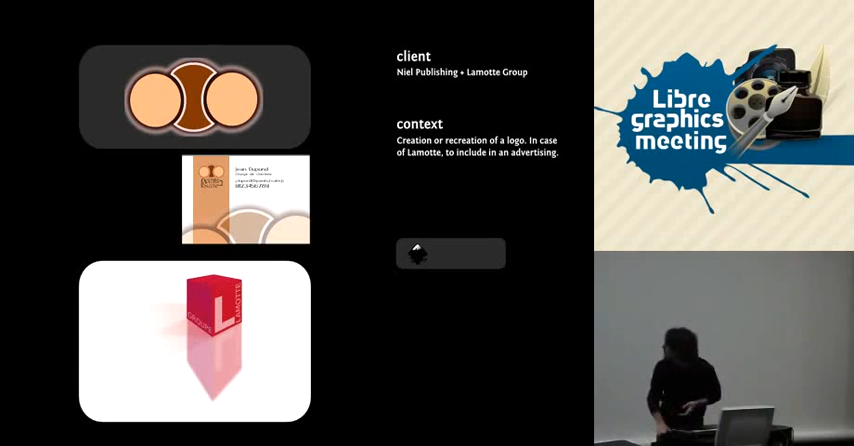 client
Niel Publishing + Lamotte Group
context
Creation or recreation of a logo. In case
of Lamotte, to include in an advertising.
Jean Dupond
GROUPE
L
LAMOTTE
Libre
graphics
meeting